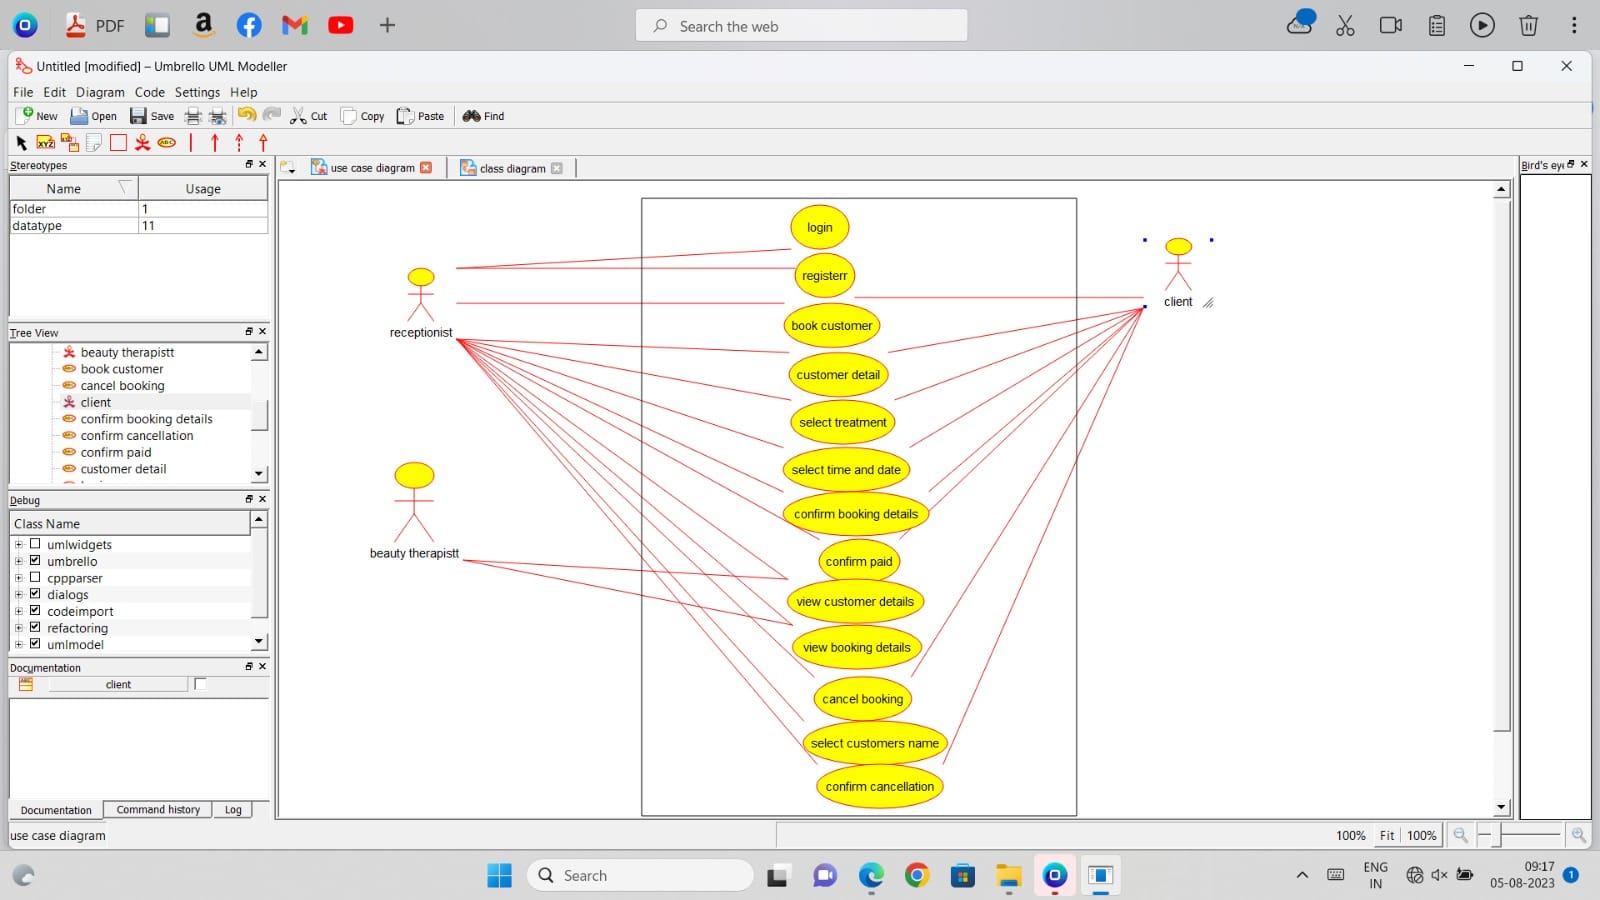 PDF
Search the web
Untitled [modified] – Umbrello UML Modeller
File Edit Diagram Code Settings Help
New Open Save Cut Copy Paste Find
Stereotypes
Name Usage
folder 1
datatype 11
Tree View
beauty therapistt
book customer
cancel booking
client
confirm booking details
confirm cancellation
confirm paid
customer detail
Debug
Class Name
umlwidgets
umbrello
cppparser
dialogs
codeimport
refactoring
umlmodel
Documentation
client
Documentation Command history Log
use case diagram
use case diagram class diagram
Bird's eye
login
registerr
book customer
customer detail
select treatment
select time and date
confirm booking details
confirm paid
view customer details
view booking details
cancel booking
select customers name
confirm cancellation
receptionist
beauty therapistt
client
100% Fit 100%
Search
ENG
IN
09:17
05-08-2023
1